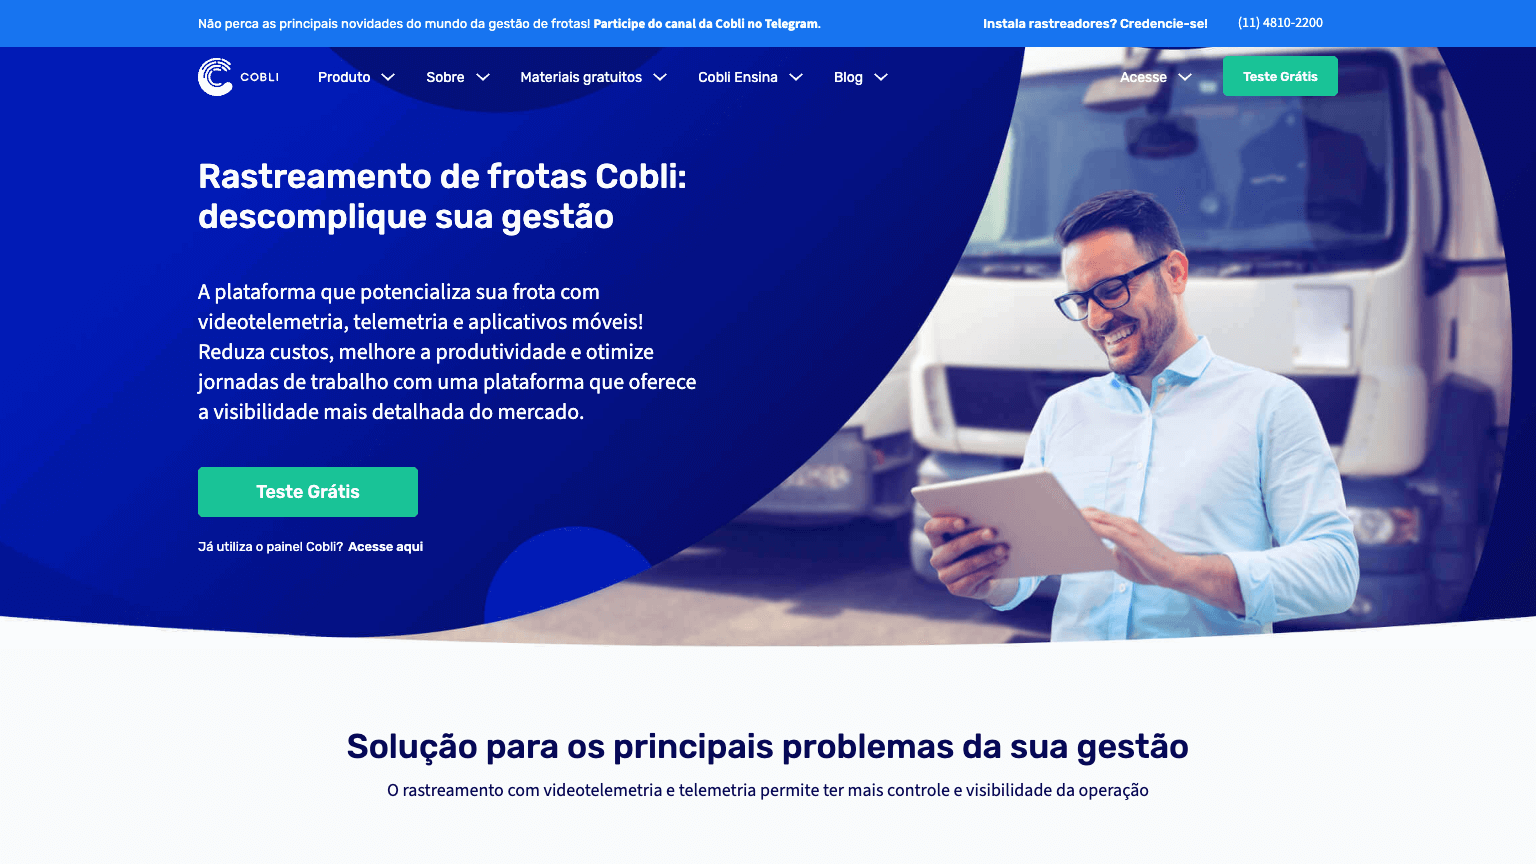 Não perca as principais novidades do mundo da gestão de frotas! Participe do canal da Cobli no Telegram.
Instala rastreadores? Credencie-se!
(11) 4810-2200
COBLI
Produto
Sobre
Materiais gratuitos
Cobli Ensina
Blog
Acesse
Teste Grátis
Rastreamento de frotas Cobli:
descomplique sua gestão
A plataforma que potencializa sua frota com
videotelemetria, telemetria e aplicativos móveis!
Reduza custos, melhore a produtividade e otimize
jornadas de trabalho com uma plataforma que oferece
a visibilidade mais detalhada do mercado.
Teste Grátis
Já utiliza o painel Cobli? Acesse aqui
Solução para os principais problemas da sua gestão
O rastreamento com videotelemetria e telemetria permite ter mais controle e visibilidade da operação